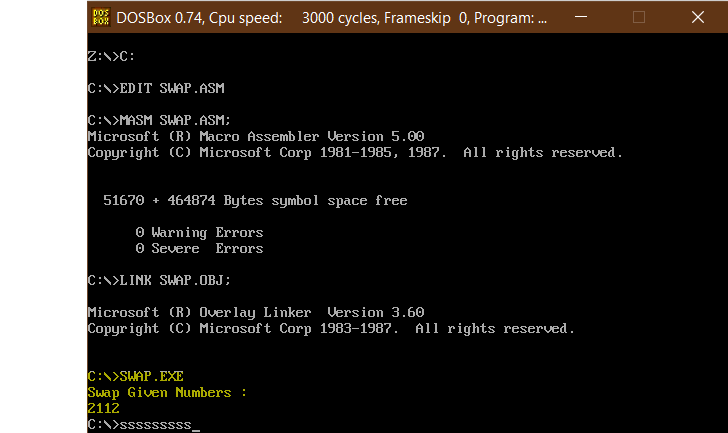 DOS BOX
DOSBox 0.74, Cpu speed: 3000 cycles, Frameskip 0, Program: ...
Z:\>C:
C:\>EDIT SWAP.ASM
C:\>MASM SWAP.ASM;
Microsoft (R) Macro Assembler Version 5.00
Copyright (C) Microsoft Corp 1981-1985, 1987.  All rights reserved.
51670 + 464874 Bytes symbol space free
0 Warning Errors
0 Severe  Errors
C:\>LINK SWAP.OBJ;
Microsoft (R) Overlay Linker  Version 3.60
Copyright (C) Microsoft Corp 1983-1987.  All rights reserved.
C:\>SWAP.EXE
Swap Given Numbers :
2112
C:\>sssssssss_